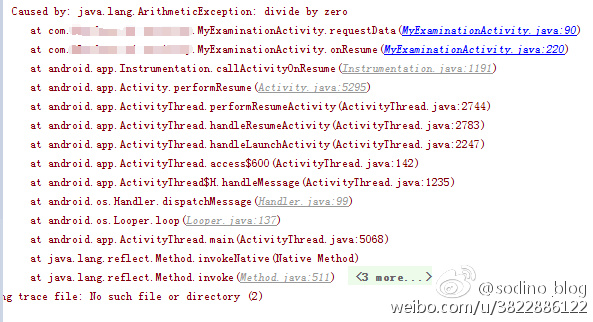 Caused by: java.lang.ArithmeticException: divide by zero
at com. .MyExaminationActivity.requestData(MyExaminationActivity.java:90)
at com. .MyExaminationActivity.onResume(MyExaminationActivity.java:220)
at android.app.Instrumentation.callActivityOnResume(Instrumentation.java:1191)
at android.app.Activity.performResume(Activity.java:5295)
at android.app.ActivityThread.performResumeActivity(ActivityThread.java:2744)
at android.app.ActivityThread.handleResumeActivity(ActivityThread.java:2783)
at android.app.ActivityThread.handleLaunchActivity(ActivityThread.java:2247)
at android.app.ActivityThread.access$600(ActivityThread.java:142)
at android.app.ActivityThread$H.handleMessage(ActivityThread.java:1235)
at android.os.Handler.dispatchMessage(Handler.java:99)
at android.os.Looper.loop(Looper.java:137)
at android.app.ActivityThread.main(ActivityThread.java:5068)
at java.lang.reflect.Method.invokeNative(Native Method)
at java.lang.reflect.Method.invoke(Method.java:511) <3 more...>
ng trace file: No such file or directory (2)
@sodino_blog
weibo.com/u/3822886122